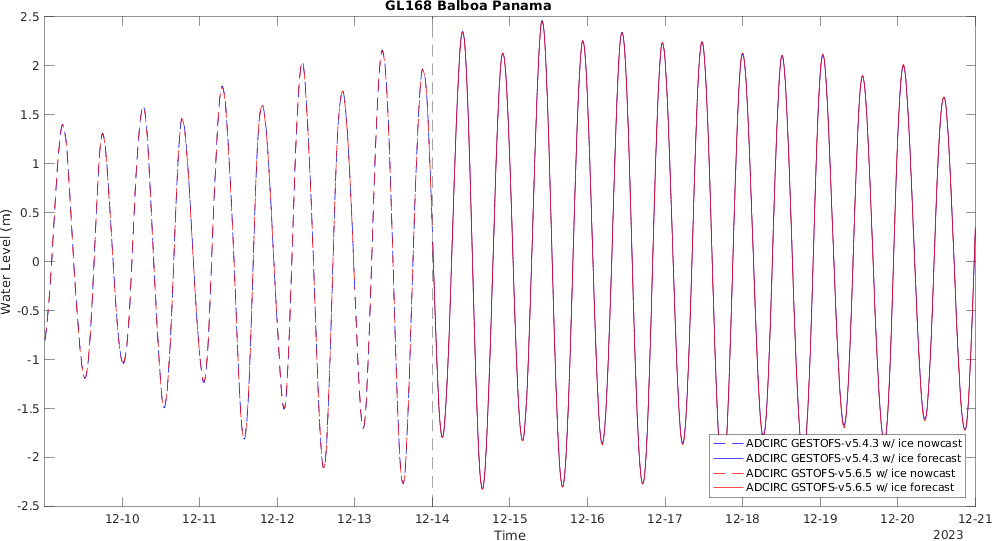 GL168 Balboa Panama
2.5
2
1.5
1
0.5
0
-0.5
-1
-1.5
-2
-2.5
Water Level (m)
ADCIRC GESTOFS-v5.4.3 w/ ice nowcast
ADCIRC GESTOFS-v5.4.3 w/ ice forecast
ADCIRC GSTOFS-v5.6.5 w/ ice nowcast
ADCIRC GSTOFS-v5.6.5 w/ ice forecast
12-10 12-11 12-12 12-13 12-14 12-15 12-16 12-17 12-18 12-19 12-20 12-21
Time
2023